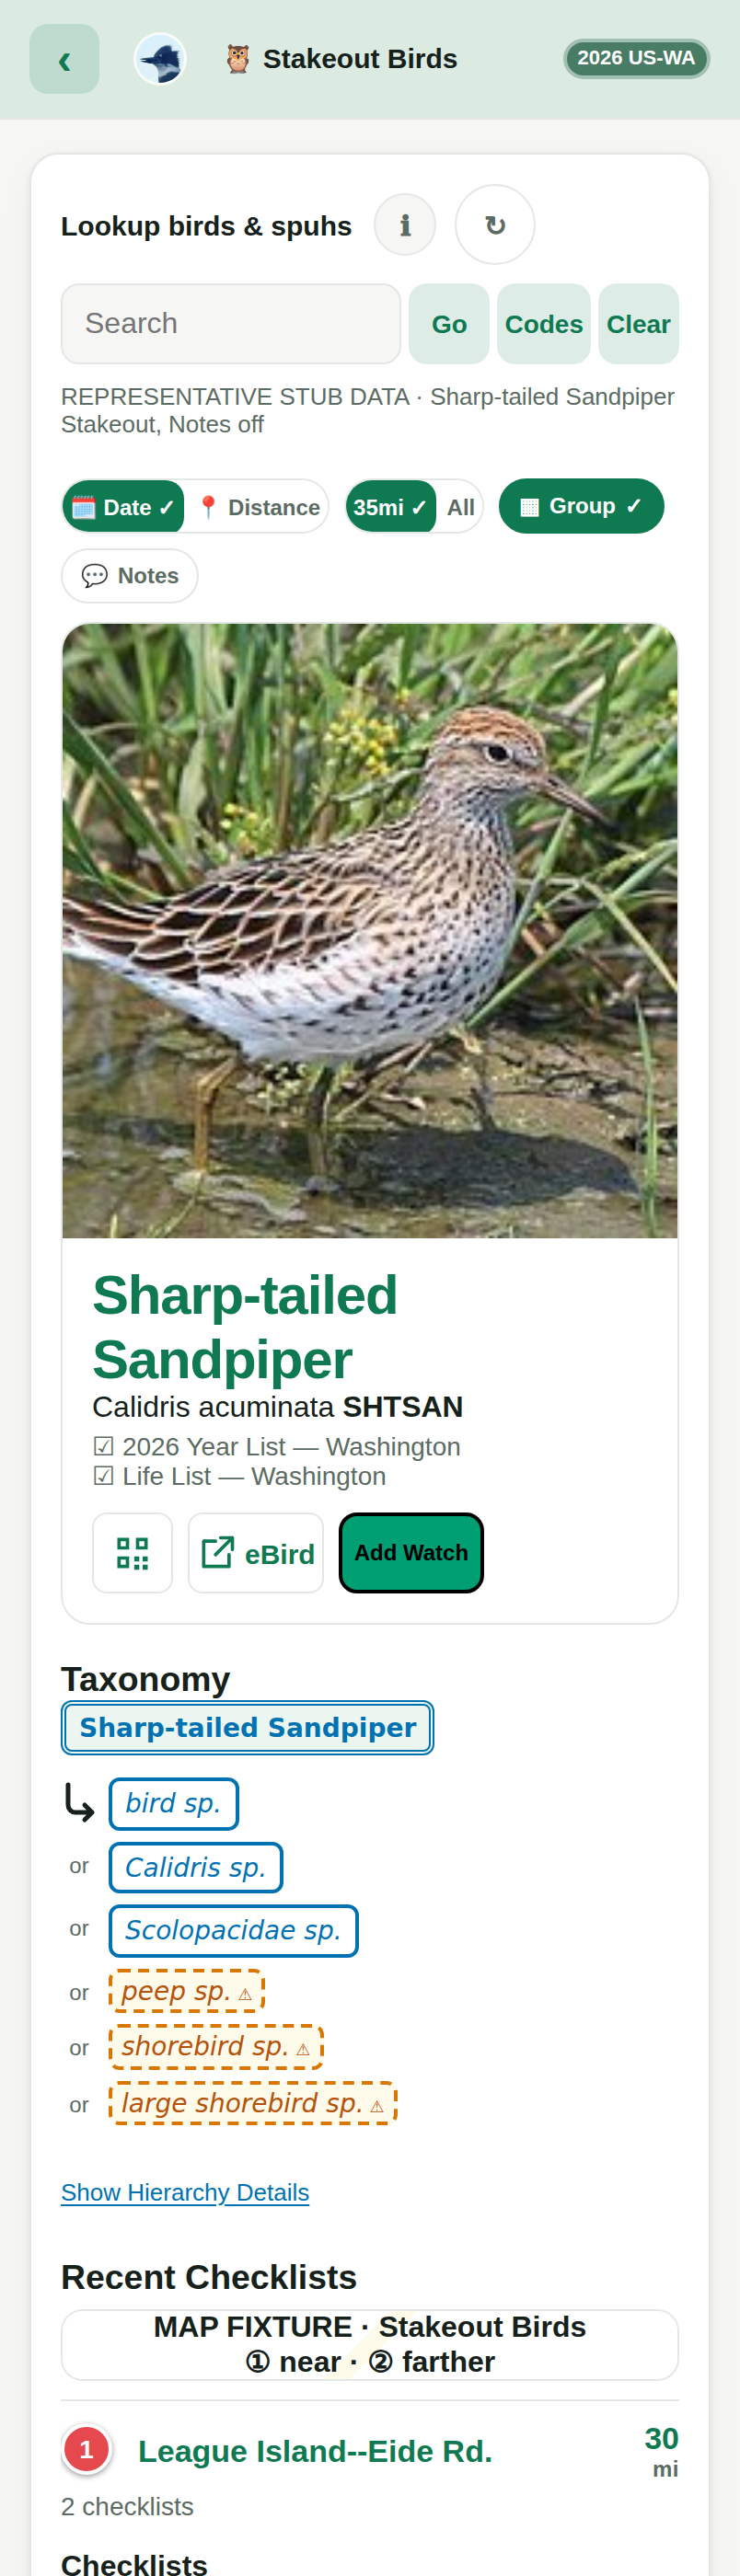 ‹ 🦉 Stakeout Birds 2026 US-WA
Lookup birds & spuhs ℹ ↻
Search Go Codes Clear
REPRESENTATIVE STUB DATA · Sharp-tailed Sandpiper
Stakeout, Notes off
🗓️ Date ✓ 📍 Distance 35mi ✓ All ▦ Group ✓
💬 Notes
Sharp-tailed
Sandpiper
Calidris acuminata SHTSAN
☑ 2026 Year List — Washington
☑ Life List — Washington
eBird Add Watch
Taxonomy
Sharp-tailed Sandpiper
bird sp.
or Calidris sp.
or Scolopacidae sp.
or peep sp. ⚠
or shorebird sp. ⚠
or large shorebird sp. ⚠
Show Hierarchy Details
Recent Checklists
MAP FIXTURE · Stakeout Birds
① near · ② farther
1 League Island--Eide Rd. 30
mi
2 checklists
Checklists